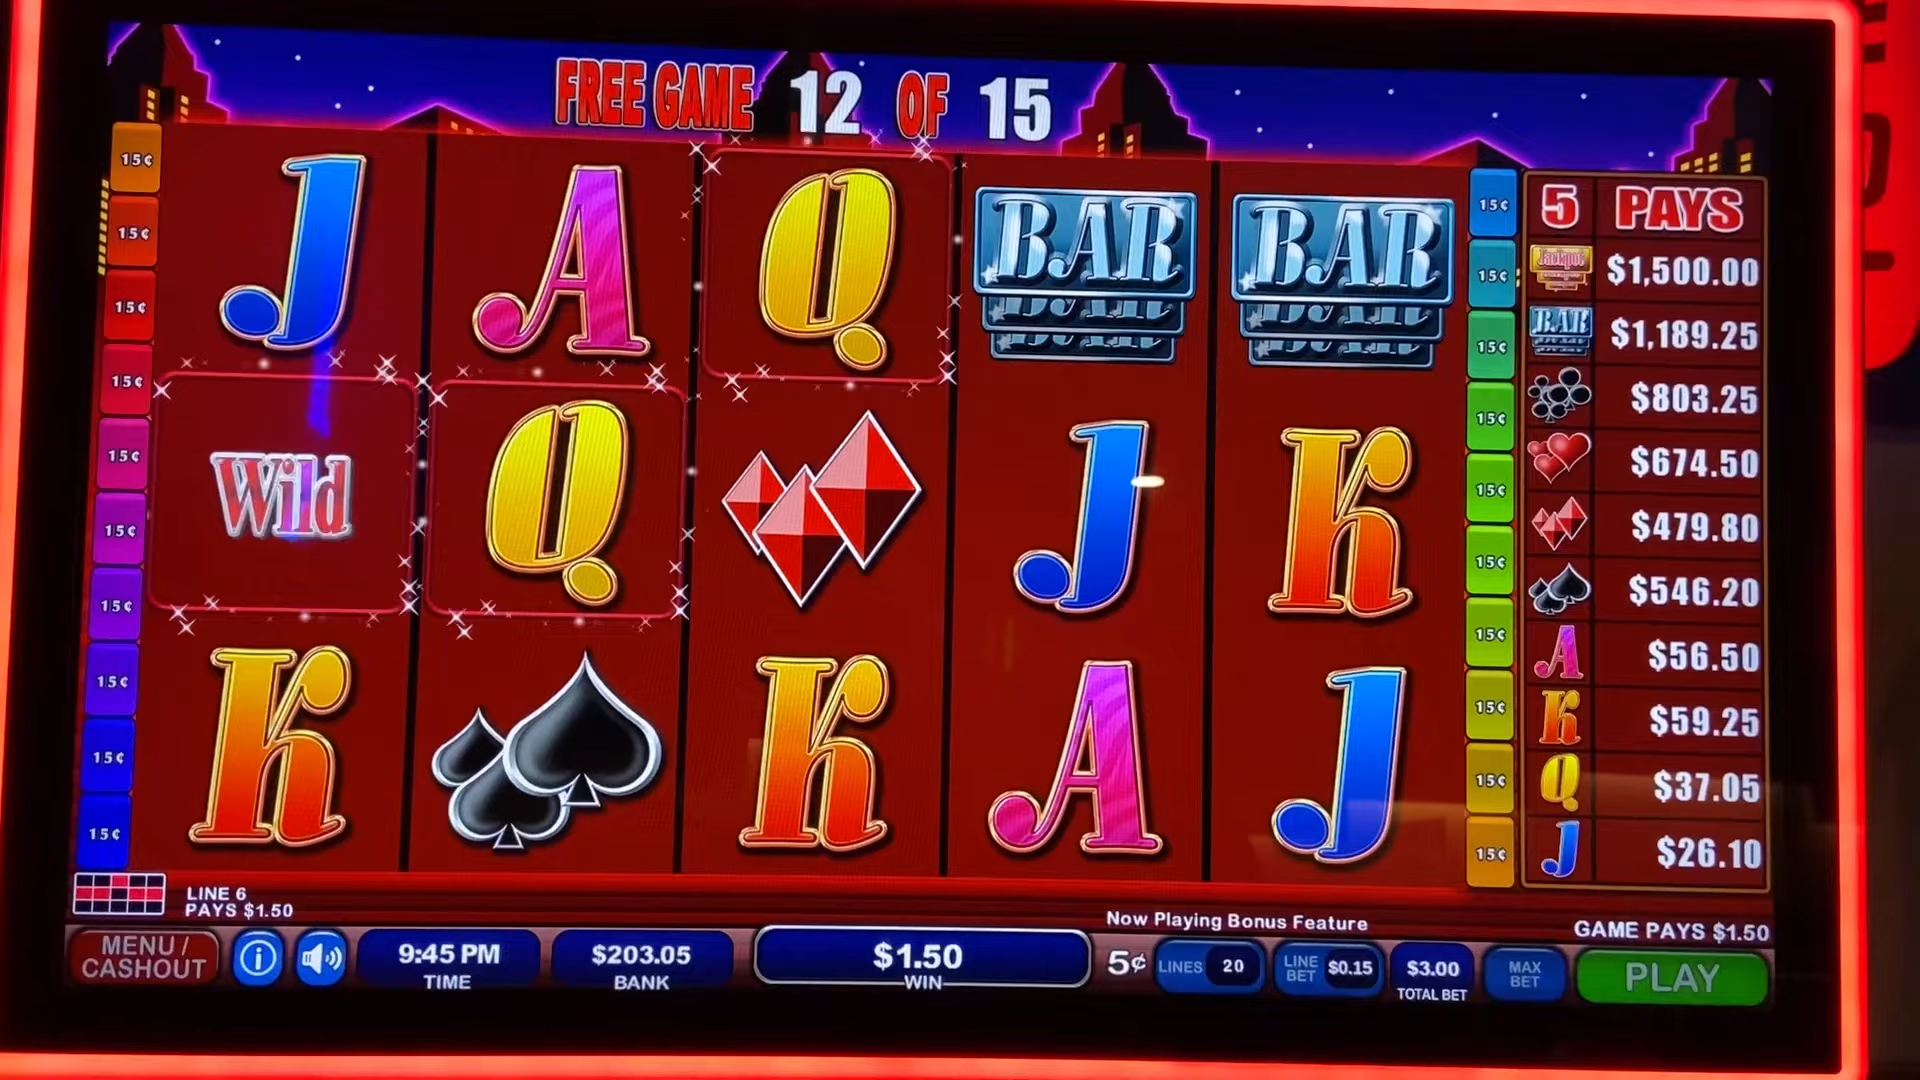 FREE GAME 12 OF 15
15¢
15¢
15¢
15¢
15¢
15¢
15¢
15¢
15¢
15¢
J A Q BAR BAR
Wild Q J K
K K A J
15¢
15¢
15¢
15¢
15¢
15¢
15¢
15¢
15¢
15¢
5 PAYS
Jackpot $1,500.00
BAR $1,189.25
$803.25
$674.50
$479.80
$546.20
A $56.50
K $59.25
Q $37.05
J $26.10
LINE 6
PAYS $1.50
Now Playing Bonus Feature
GAME PAYS $1.50
MENU /
CASHOUT
9:45 PM
TIME
$203.05
BANK
$1.50
WIN
5¢
LINES 20
LINE
BET $0.15
$3.00
TOTAL BET
MAX
BET
PLAY